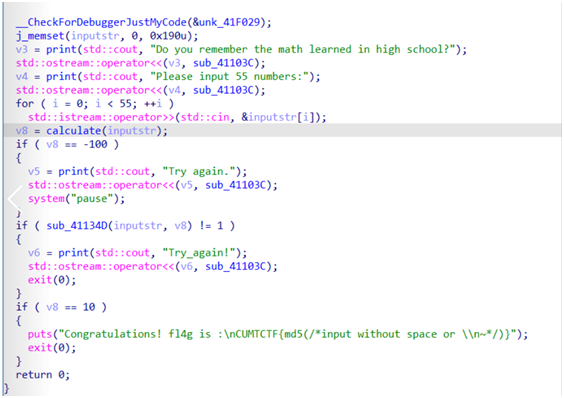 __CheckForDebuggerJustMyCode(&unk_41F029);
j_memset(inputstr, 0, 0x190u);
v3 = print(std::cout, "Do you remember the math learned in high school?");
std::ostream::operator<<(v3, sub_41103C);
v4 = print(std::cout, "Please input 55 numbers:");
std::ostream::operator<<(v4, sub_41103C);
for ( i = 0; i < 55; ++i )
std::istream::operator>>(std::cin, &inputstr[i]);
v8 = calculate(inputstr);
if ( v8 == -100 )
{
v5 = print(std::cout, "Try again.");
std::ostream::operator<<(v5, sub_41103C);
system("pause");
}
if ( sub_41134D(inputstr, v8) != 1 )
{
v6 = print(std::cout, "Try_again!");
std::ostream::operator<<(v6, sub_41103C);
exit(0);
}
if ( v8 == 10 )
{
puts("Congratulations! fl4g is :\nCUMTCTF{md5(/*input without space or \\n~*/)}");
exit(0);
}
return 0;
}